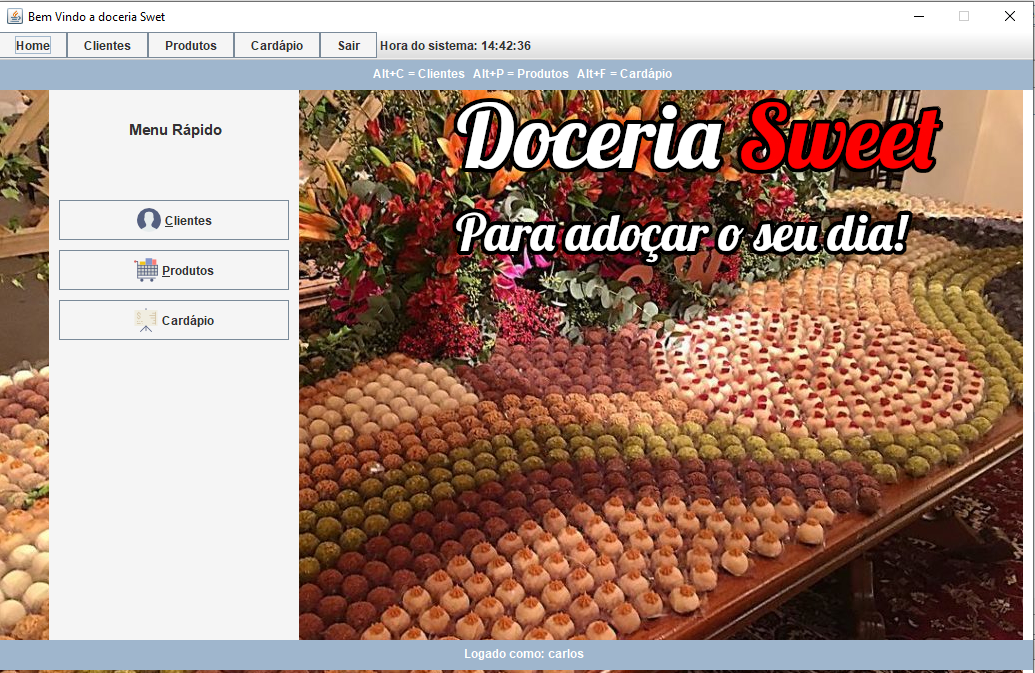 Bem Vindo a doceria Swet
Home Clientes Produtos Cardápio Sair Hora do sistema: 14:42:36
Alt+C = Clientes Alt+P = Produtos Alt+F = Cardápio
Menu Rápido
Clientes
Produtos
Cardápio
Doceria Sweet
Para adoçar o seu dia!
Logado como: carlos